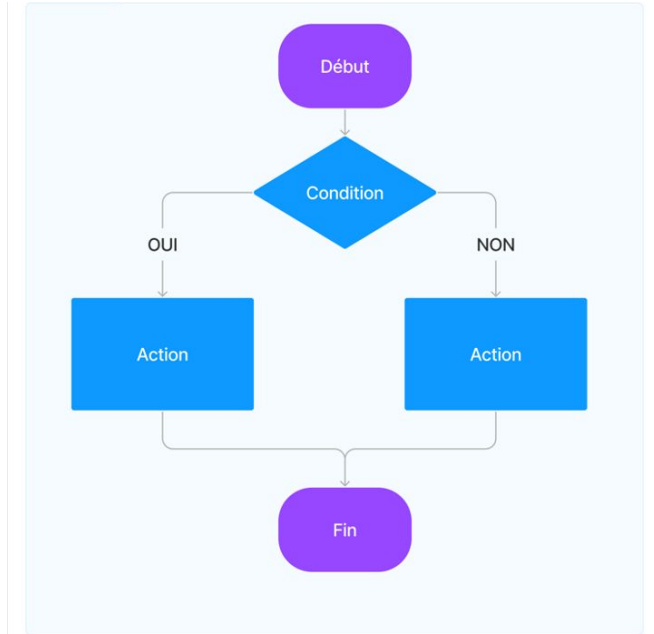 Début
Condition
OUI
NON
Action
Action
Fin